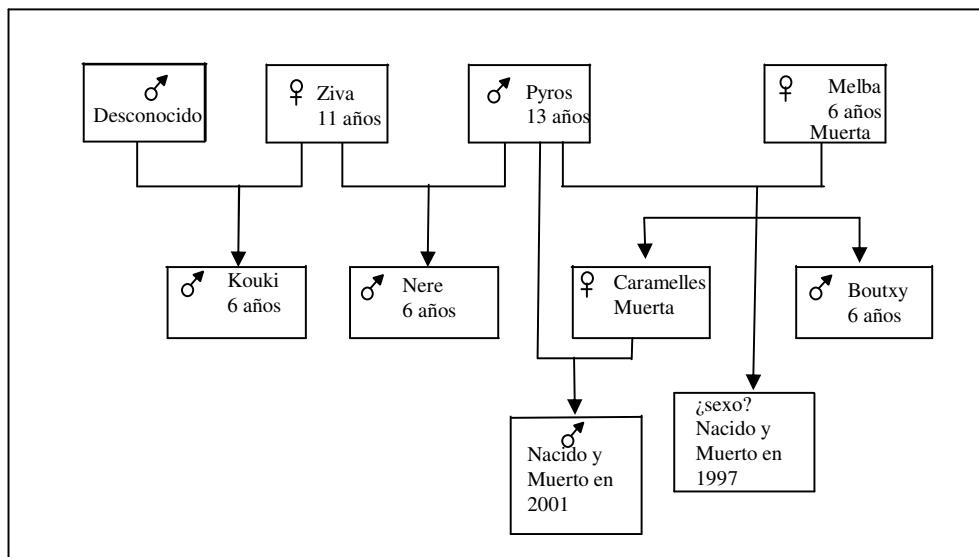 ♂
Desconocido
♀ Ziva
11 años
♂ Pyros
13 años
♀ Melba
6 años
Muerta
♂ Kouki
6 años
♂ Nere
6 años
♀ Caramelles
Muerta
♂ Boutxy
6 años
♂
Nacido y
Muerto en
2001
¿sexo?
Nacido y
Muerto en
1997